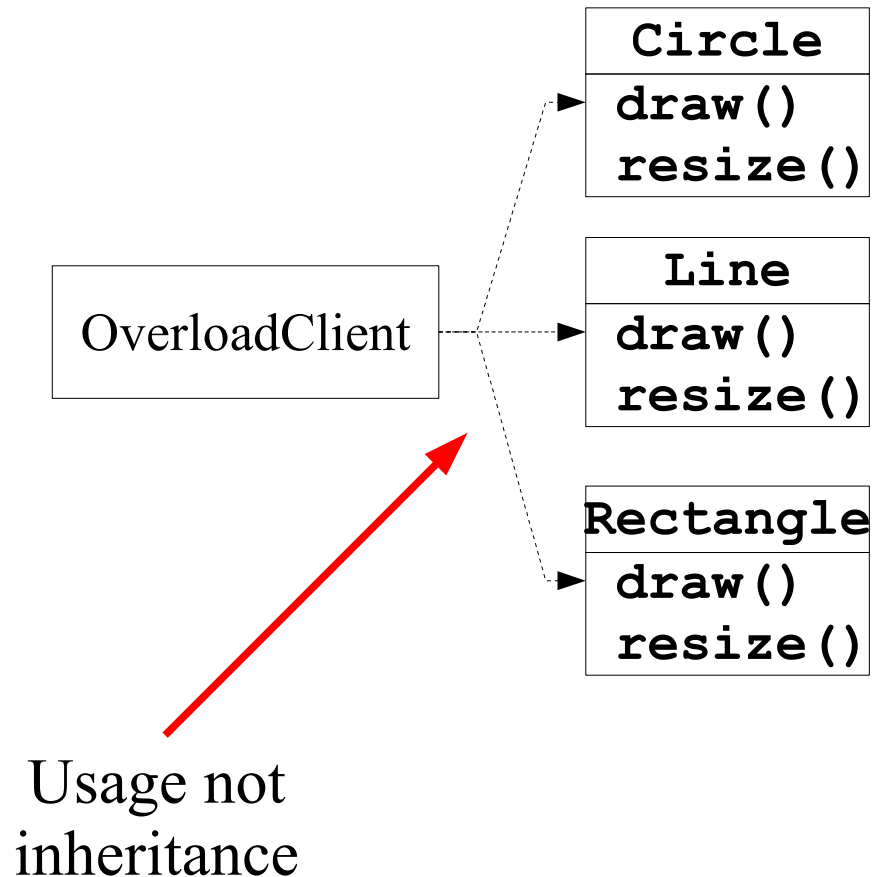 Circle
draw()
resize()
OverloadClient
Line
draw()
resize()
Rectangle
draw()
resize()
Usage not
inheritance